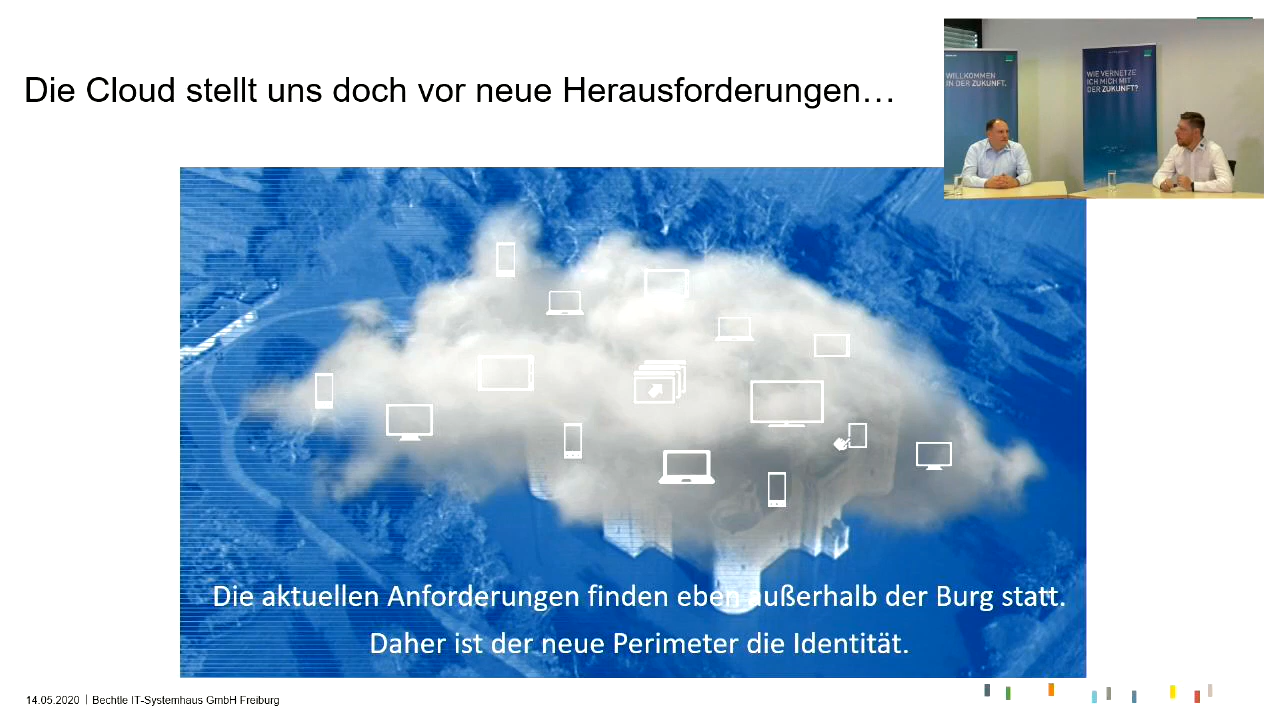 Die Cloud stellt uns doch vor neue Herausforderungen…
WILLKOMMEN
IN DER ZUKUNFT.
WIE VERNETZE
ICH MICH MIT
DER ZUKUNFT?
Die aktuellen Anforderungen finden eben außerhalb der Burg statt.
Daher ist der neue Perimeter die Identität.
14.05.2020 | Bechtle IT-Systemhaus GmbH Freiburg